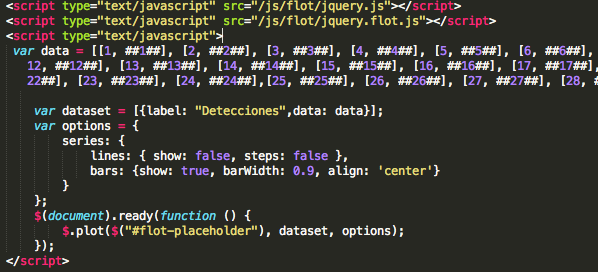 <script type="text/javascript" src="/js/flot/jquery.js"></script>
<script type="text/javascript" src="/js/flot/jquery.flot.js"></script>
<script type="text/javascript">
var data = [[1, ##1##], [2, ##2##], [3, ##3##], [4, ##4##], [5, ##5##], [6, ##6##],
12, ##12##], [13, ##13##], [14, ##14##], [15, ##15##], [16, ##16##], [17, ##17##],
22##], [23, ##23##], [24, ##24##],[25, ##25##], [26, ##26##], [27, ##27##], [28, #
var dataset = [{label: "Detecciones",data: data}];
var options = {
series: {
lines: { show: false, steps: false },
bars: {show: true, barWidth: 0.9, align: 'center'}
}
};
$(document).ready(function () {
$.plot($("#flot-placeholder"), dataset, options);
});
</script>